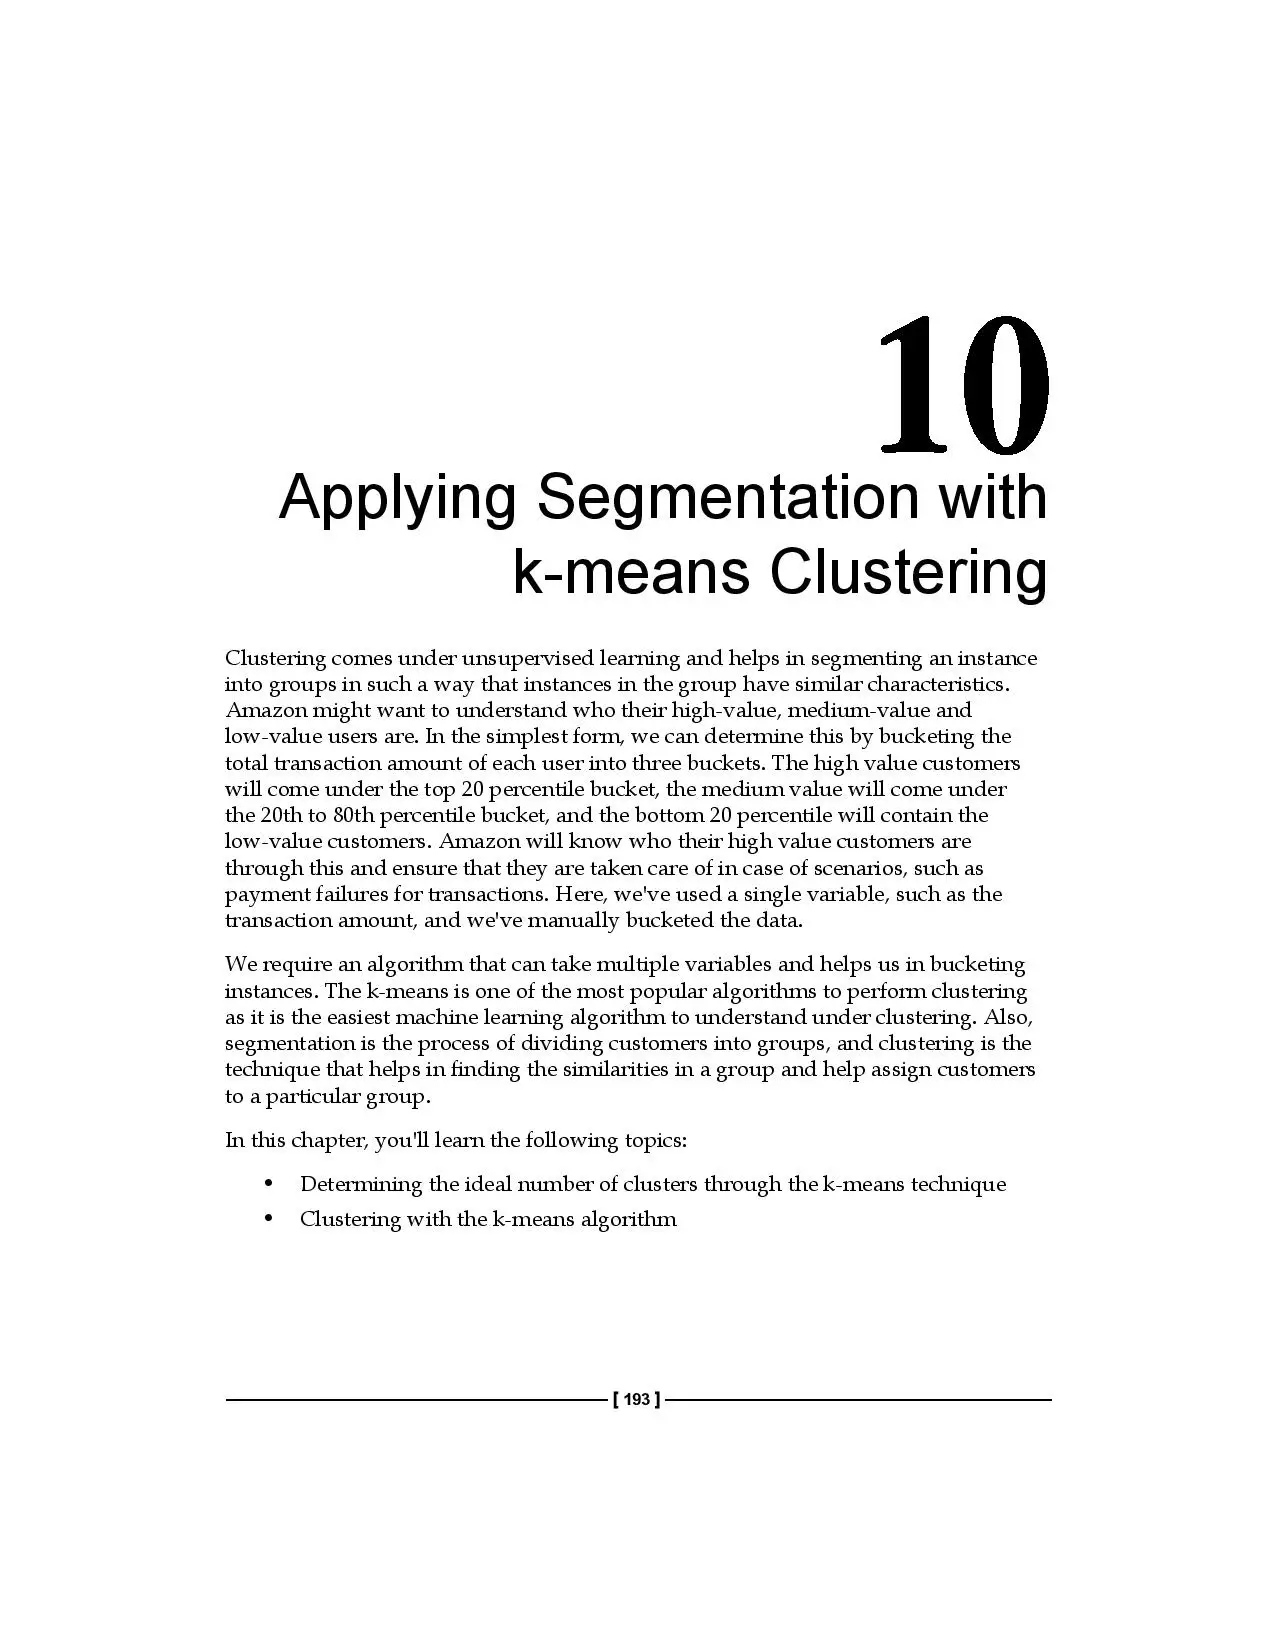 10
Applying Segmentation with
k-means Clustering
Clustering comes under unsupervised learning and helps in segmenting an instance
into groups in such a way that instances in the group have similar characteristics.
Amazon might want to understand who their high-value, medium-value and
low-value users are. In the simplest form, we can determine this by bucketing the
total transaction amount of each user into three buckets. The high value customers
will come under the top 20 percentile bucket, the medium value will come under
the 20th to 80th percentile bucket, and the bottom 20 percentile will contain the
low-value customers. Amazon will know who their high value customers are
through this and ensure that they are taken care of in case of scenarios, such as
payment failures for transactions. Here, we've used a single variable, such as the
transaction amount, and we've manually bucketed the data.
We require an algorithm that can take multiple variables and helps us in bucketing
instances. The k-means is one of the most popular algorithms to perform clustering
as it is the easiest machine learning algorithm to understand under clustering. Also,
segmentation is the process of dividing customers into groups, and clustering is the
technique that helps in finding the similarities in a group and help assign customers
to a particular group.
In this chapter, you'll learn the following topics:
• Determining the ideal number of clusters through the k-means technique
• Clustering with the k-means algorithm
[ 193 ]